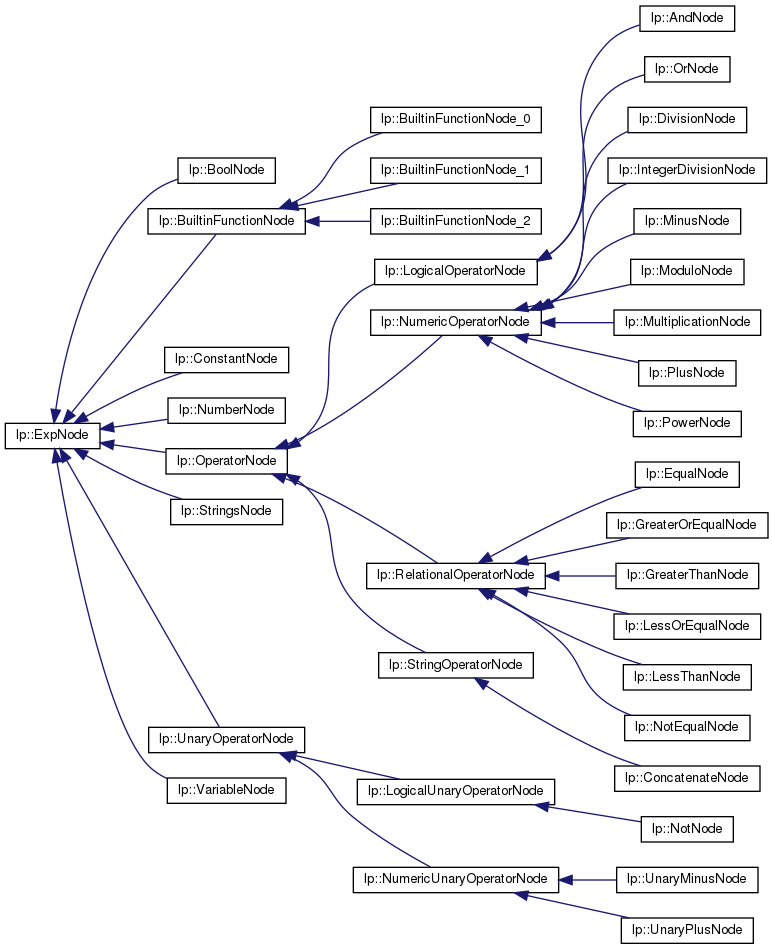 lp::AndNode
lp::OrNode
lp::BuiltinFunctionNode_0
lp::DivisionNode
lp::BoolNode
lp::BuiltinFunctionNode_1
lp::IntegerDivisionNode
lp::BuiltinFunctionNode
lp::BuiltinFunctionNode_2
lp::MinusNode
lp::LogicalOperatorNode
lp::ModuloNode
lp::NumericOperatorNode
lp::MultiplicationNode
lp::ConstantNode
lp::PlusNode
lp::NumberNode
lp::PowerNode
lp::ExpNode
lp::OperatorNode
lp::EqualNode
lp::StringsNode
lp::GreaterOrEqualNode
lp::RelationalOperatorNode
lp::GreaterThanNode
lp::LessOrEqualNode
lp::StringOperatorNode
lp::LessThanNode
lp::NotEqualNode
lp::UnaryOperatorNode
lp::ConcatenateNode
lp::VariableNode
lp::LogicalUnaryOperatorNode
lp::NotNode
lp::NumericUnaryOperatorNode
lp::UnaryMinusNode
lp::UnaryPlusNode